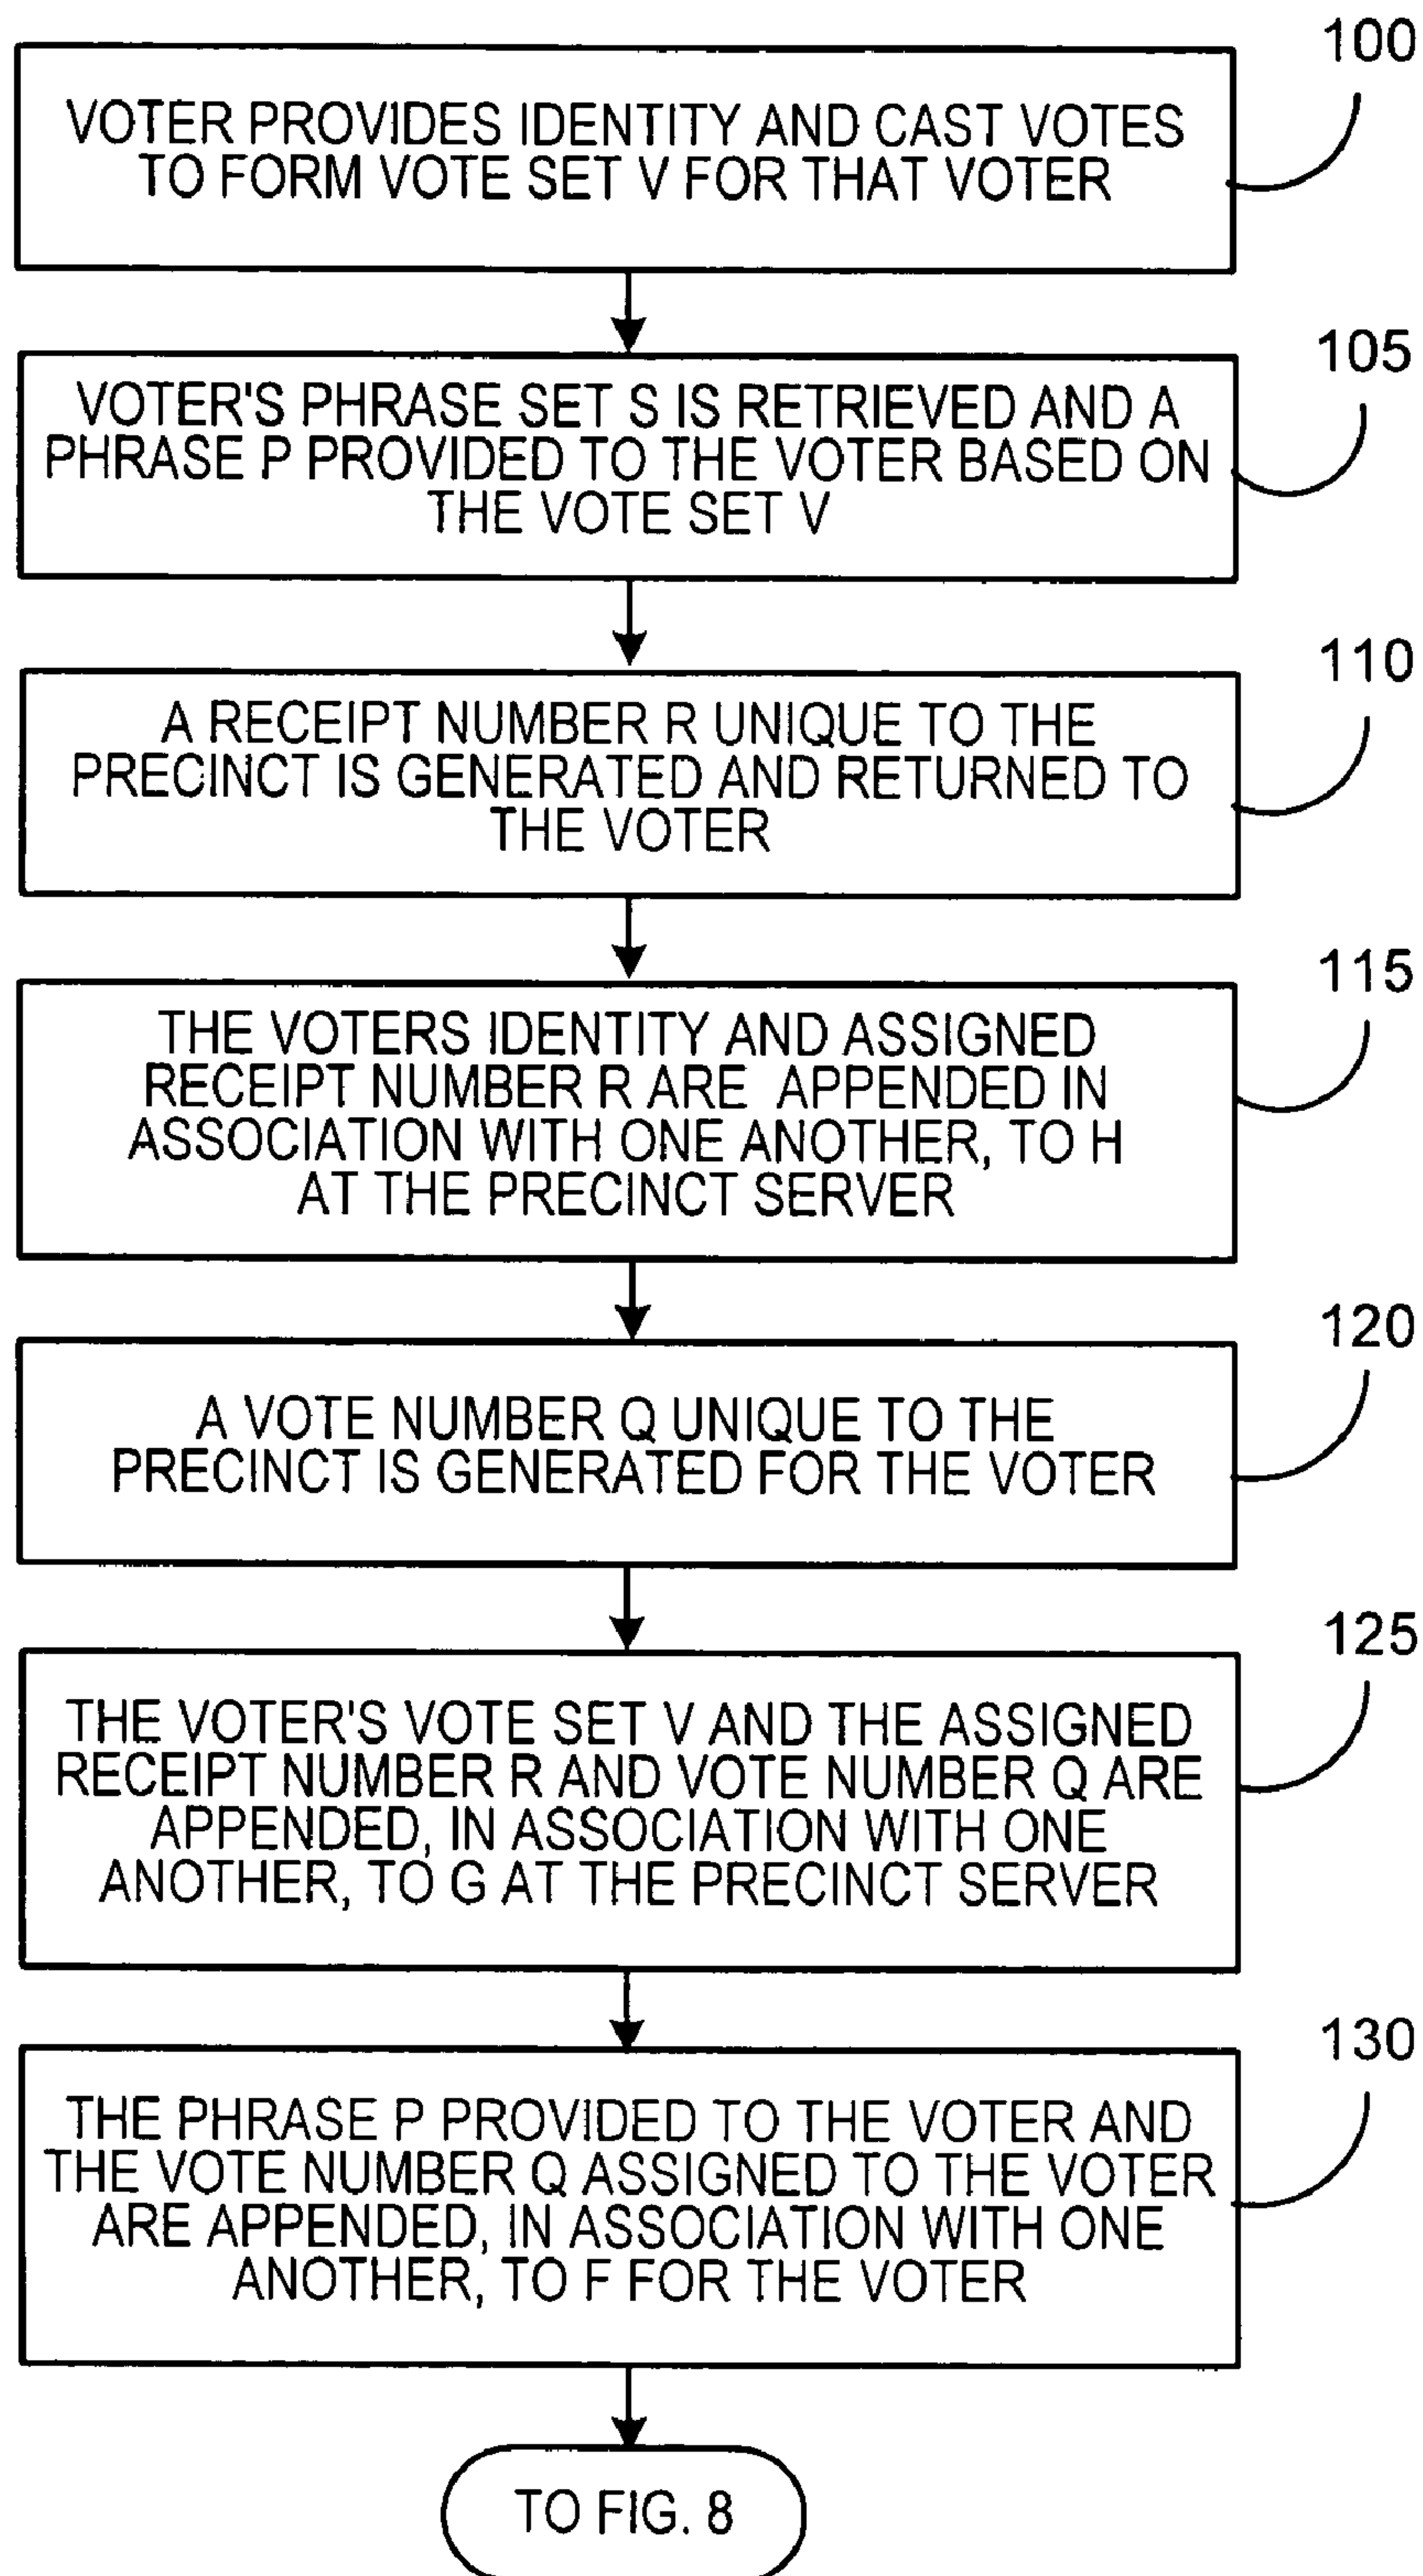 100
VOTER PROVIDES IDENTITY AND CAST VOTES
TO FORM VOTE SET V FOR THAT VOTER
105
VOTER'S PHRASE SET S IS RETRIEVED AND A
PHRASE P PROVIDED TO THE VOTER BASED ON
THE VOTE SET V
110
A RECEIPT NUMBER R UNIQUE TO THE
PRECINCT IS GENERATED AND RETURNED TO
THE VOTER
115
THE VOTERS IDENTITY AND ASSIGNED
RECEIPT NUMBER R ARE APPENDED IN
ASSOCIATION WITH ONE ANOTHER, TO H
AT THE PRECINCT SERVER
120
A VOTE NUMBER Q UNIQUE TO THE
PRECINCT IS GENERATED FOR THE VOTER
125
THE VOTER'S VOTE SET V AND THE ASSIGNED
RECEIPT NUMBER R AND VOTE NUMBER Q ARE
APPENDED, IN ASSOCIATION WITH ONE
ANOTHER, TO G AT THE PRECINCT SERVER
130
THE PHRASE P PROVIDED TO THE VOTER AND
THE VOTE NUMBER Q ASSIGNED TO THE VOTER
ARE APPENDED, IN ASSOCIATION WITH ONE
ANOTHER, TO F FOR THE VOTER
TO FIG. 8